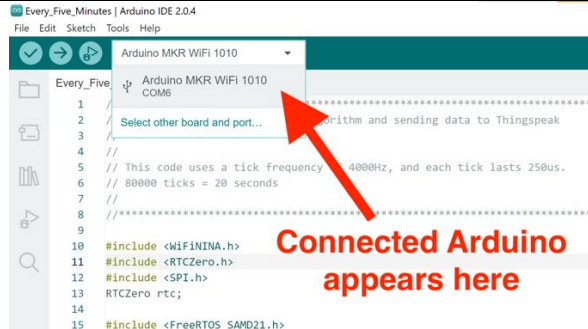 Every_Five_Minutes | Arduino IDE 2.0.4
File Edit Sketch Tools Help
Arduino MKR WiFi 1010
Every_Five
Arduino MKR WiFi 1010
COM6
Select other board and port...
1 //
2 // orithm and sending data to Thingspeak
3 //
4 //
5 // This code uses a tick frequency 4000Hz, and each tick lasts 250us.
6 // 80000 ticks = 20 seconds
7 //
8 //************************************************************
9
10 #include <WiFiNINA.h>
11 #include <RTCZero.h>
12 #include <SPI.h>
13 RTCZero rtc;
14
15 #include <FreeRTOS_SAMD21.h>
Connected Arduino
appears here